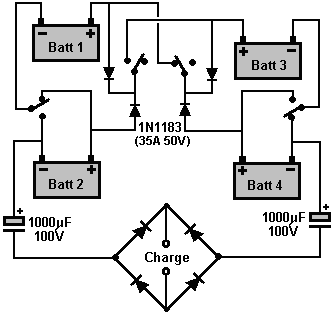 - +
Batt 1
+ -
Batt 3
1N1183
(35A 50V)
- +
Batt 2
+ -
Batt 4
+
1000µF
100V
+
1000µF
100V
Charge